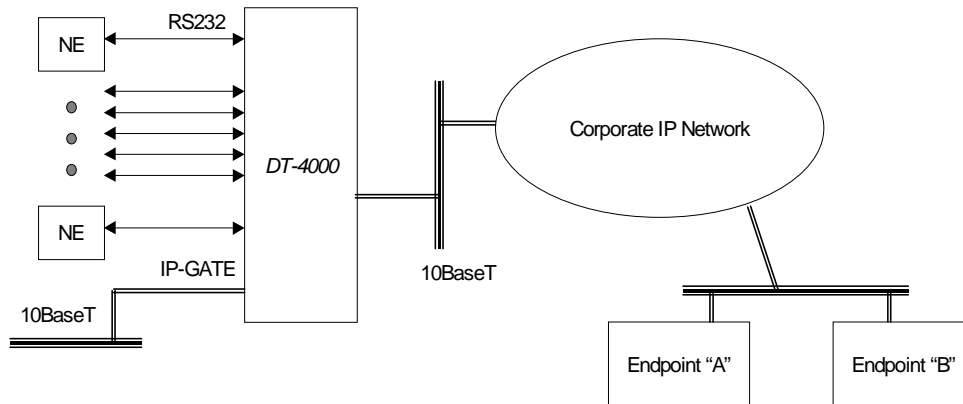 RS232
NE
DT-4000
Corporate IP Network
NE
IP-GATE
10BaseT
10BaseT
Endpoint “A”
Endpoint “B”